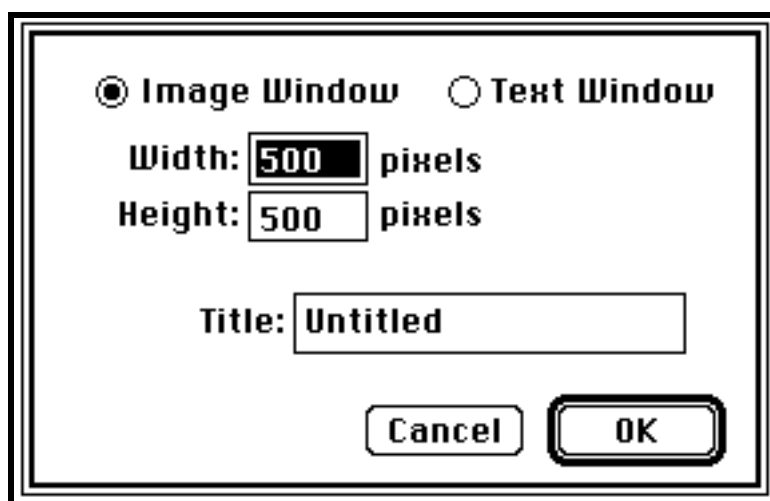 Image Window Text Window
Width: 500 pixels
Height: 500 pixels
Title: Untitled
Cancel OK